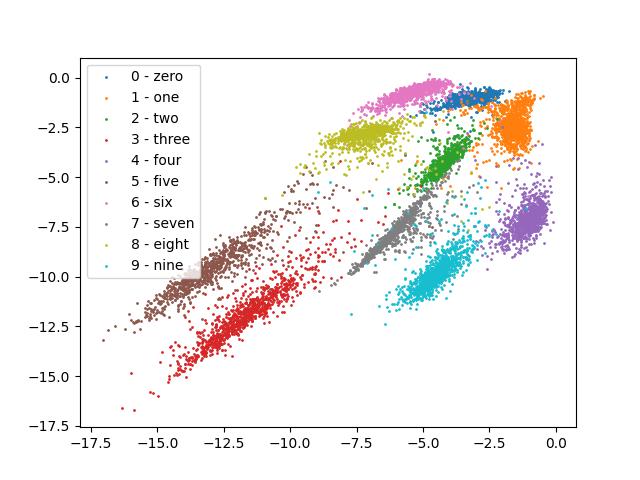 0.0
−2.5
−5.0
−7.5
−10.0
−12.5
−15.0
−17.5
0 - zero
1 - one
2 - two
3 - three
4 - four
5 - five
6 - six
7 - seven
8 - eight
9 - nine
−17.5 −15.0 −12.5 −10.0 −7.5 −5.0 −2.5 0.0